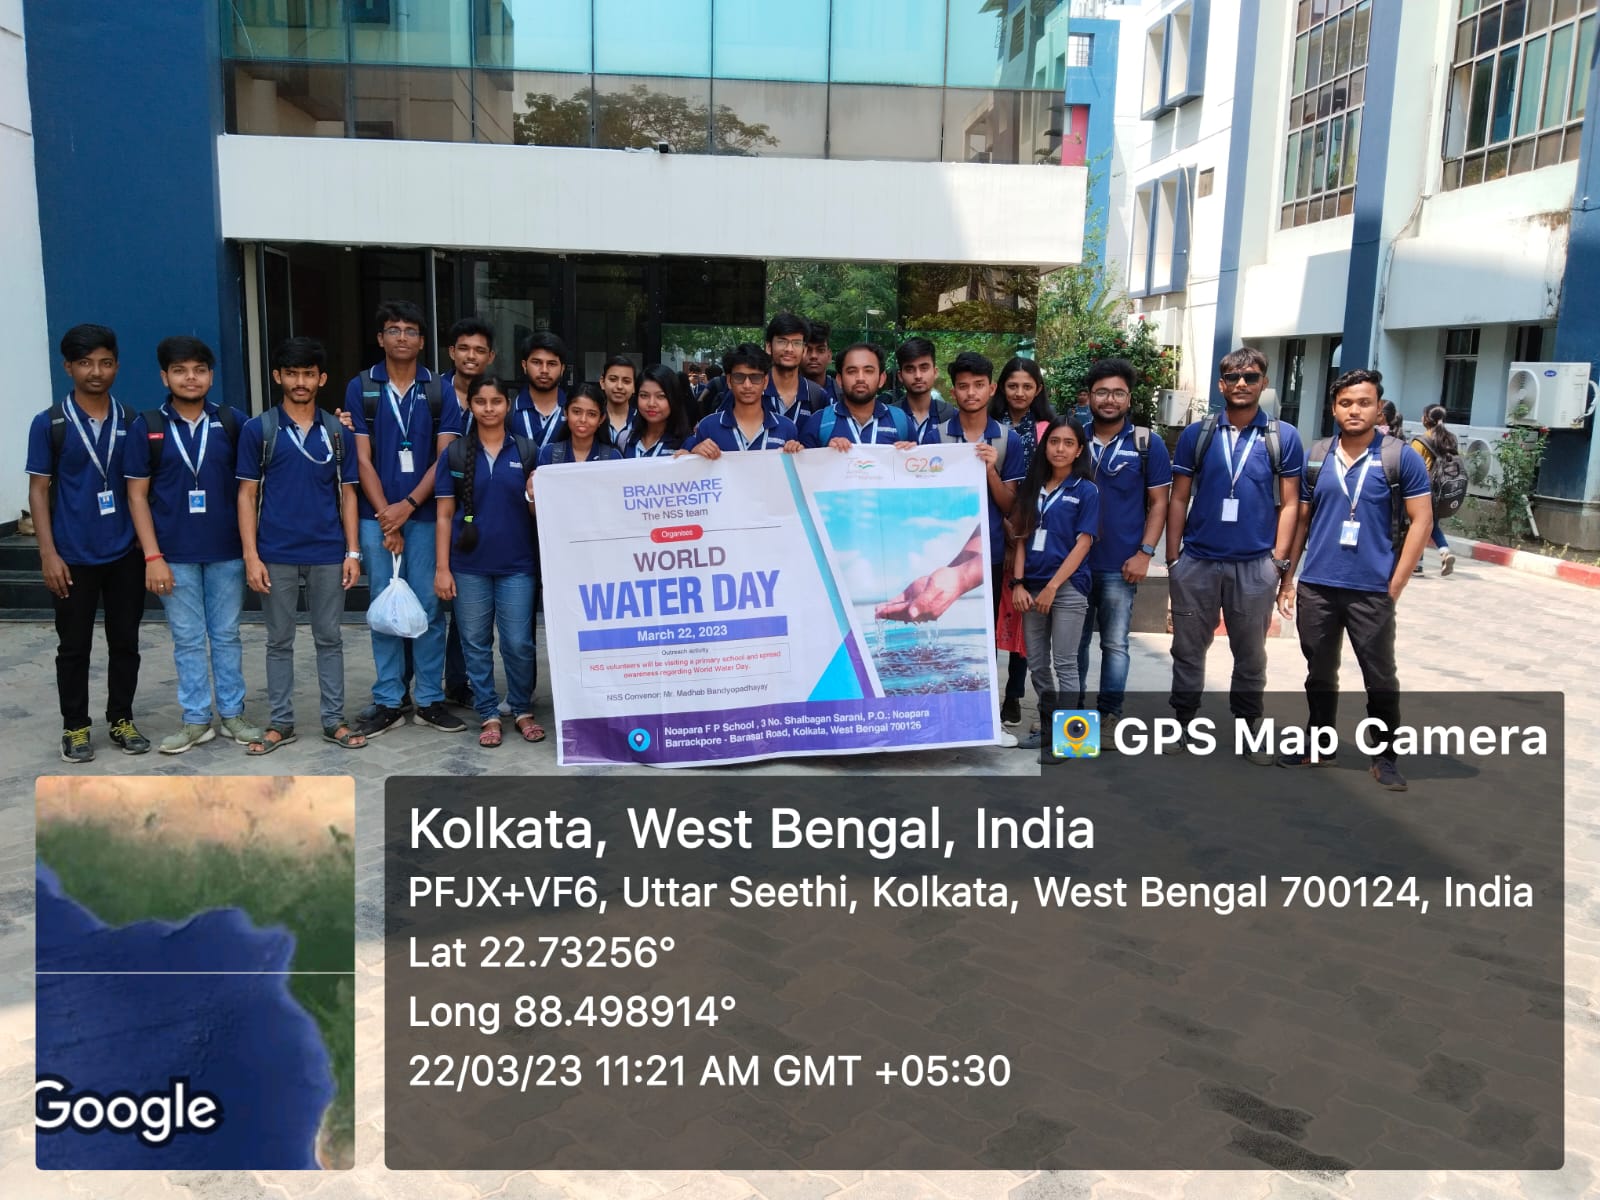 BRAINWARE
UNIVERSITY
The NSS team
Organises
WORLD
WATER DAY
March 22, 2023
Outreach activity
NSS volunteers will be visiting a primary school and spread
awareness regarding World Water Day.
NSS Convenor: Mr. Madhab Bandyopadhayay
Noapara F P School , 3 No. Shalbagan Sarani, P.O.: Noapara
Barrackpore - Barasat Road, Kolkata, West Bengal 700126
G20
GPS Map Camera
Kolkata, West Bengal, India
PFJX+VF6, Uttar Seethi, Kolkata, West Bengal 700124, India
Lat 22.73256°
Long 88.498914°
22/03/23 11:21 AM GMT +05:30
Google